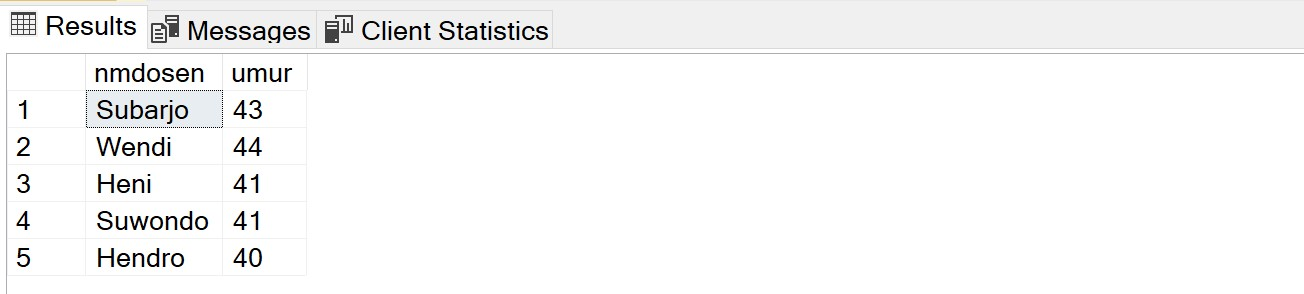 Results Messages Client Statistics
nmdosen umur
1 Subarjo 43
2 Wendi 44
3 Heni 41
4 Suwondo 41
5 Hendro 40